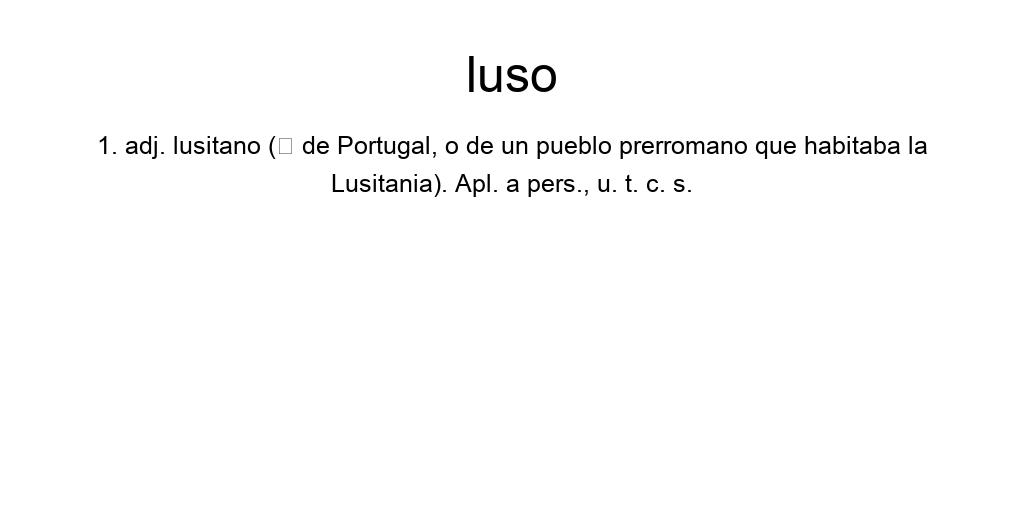 luso
1. adj. lusitano (□ de Portugal, o de un pueblo prerromano que habitaba la
Lusitania). Apl. a pers., u. t. c. s.